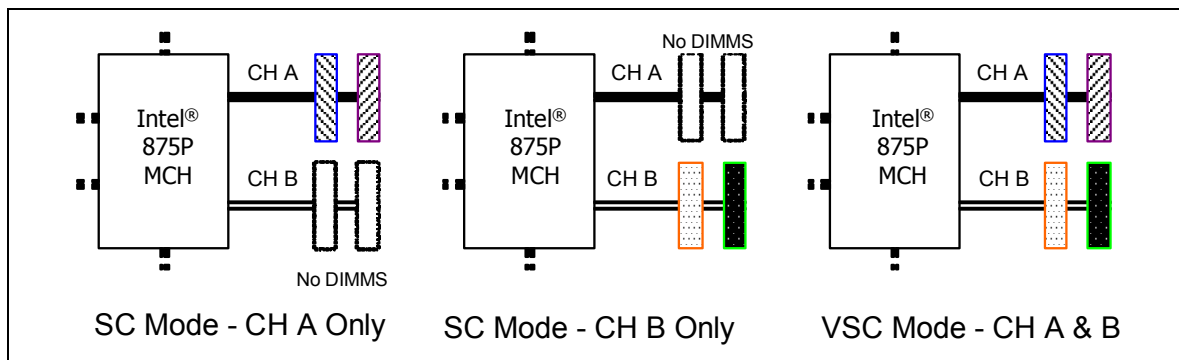 CH A
Intel®
875P
MCH
CH B
No DIMMS
SC Mode - CH A Only
No DIMMS
CH A
Intel®
875P
MCH
CH B
SC Mode - CH B Only
CH A
Intel®
875P
MCH
CH B
VSC Mode - CH A & B